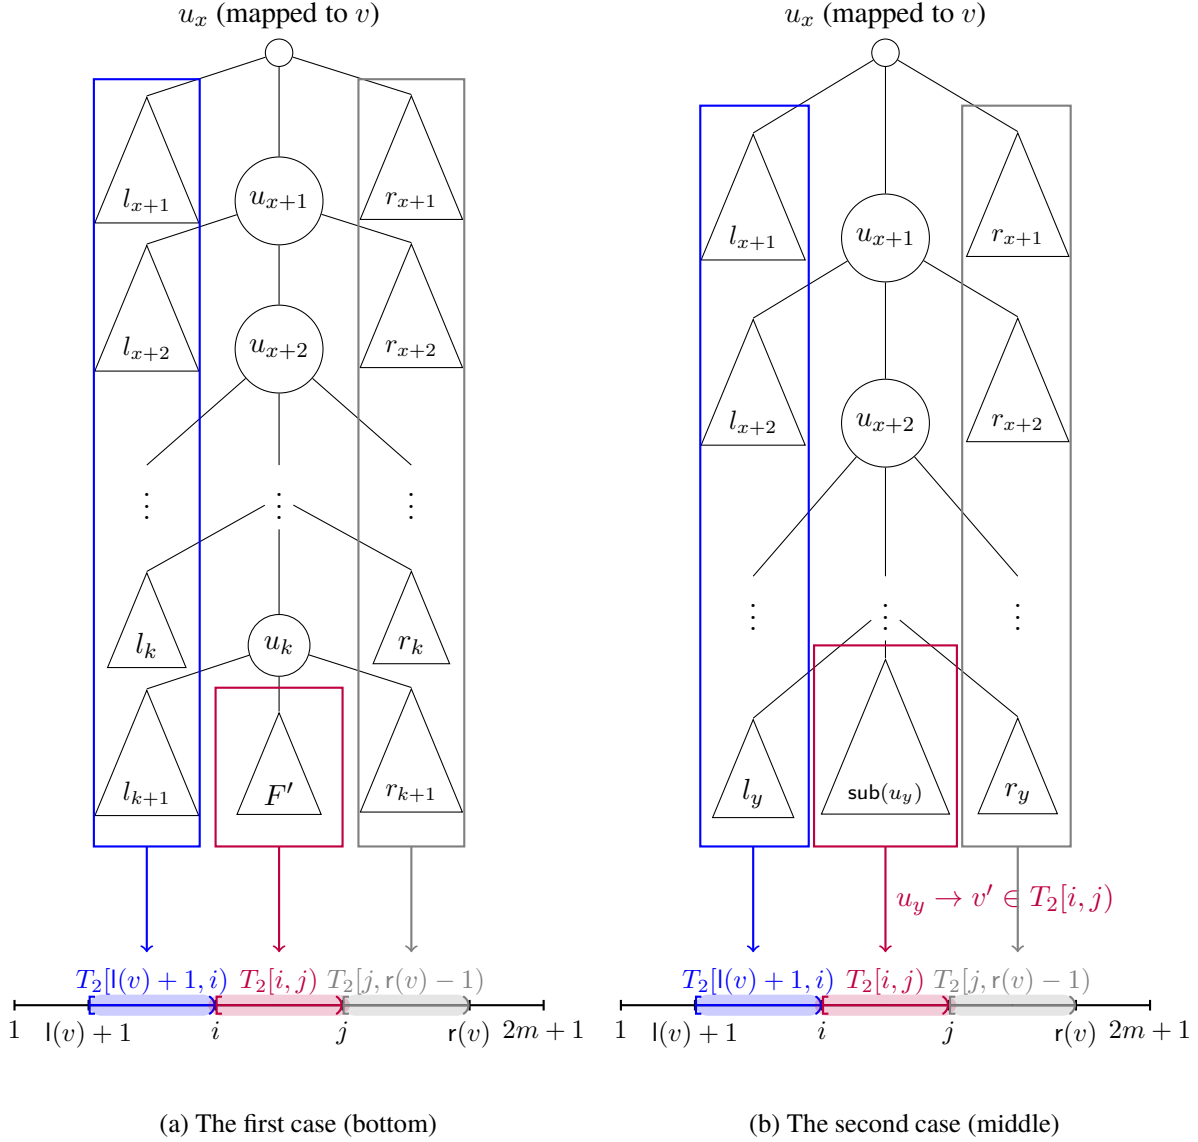 u_x (mapped to v)
l_{x+1}
u_{x+1}
r_{x+1}
l_{x+2}
u_{x+2}
r_{x+2}
⋮ ⋮ ⋮
l_k
u_k
r_k
l_{k+1}
F′
r_{k+1}
T_2[l(v) + 1, i)
T_2[i, j)
T_2[j, r(v) − 1)
1 l(v) + 1 i j r(v) 2m + 1
(a) The first case (bottom)
u_x (mapped to v)
l_{x+1}
u_{x+1}
r_{x+1}
l_{x+2}
u_{x+2}
r_{x+2}
⋮ ⋮ ⋮
l_y
sub(u_y)
r_y
u_y → v′ ∈ T_2[i, j)
T_2[l(v) + 1, i)
T_2[i, j)
T_2[j, r(v) − 1)
1 l(v) + 1 i j r(v) 2m + 1
(b) The second case (middle)